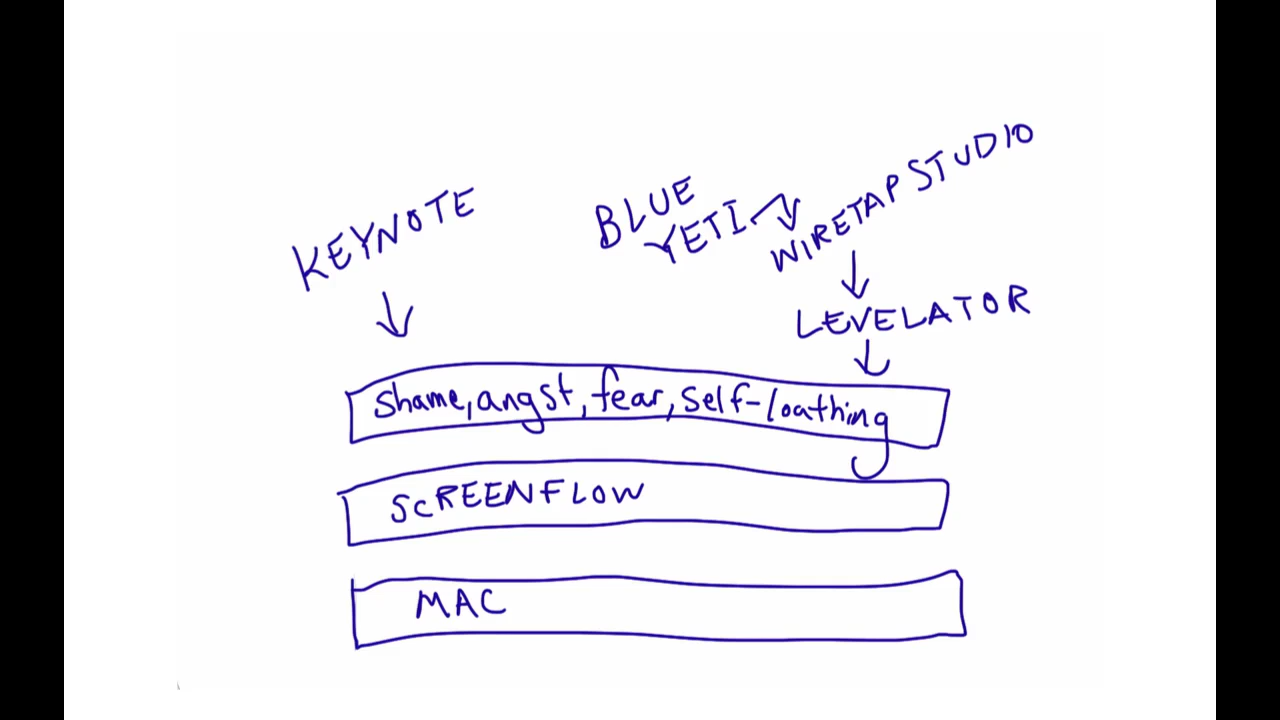 KEYNOTE
BLUE
YETI
WIRETAP STUDIO
LEVELATOR
shame, angst, fear, self-loathing
ScREENFLOW
MAC